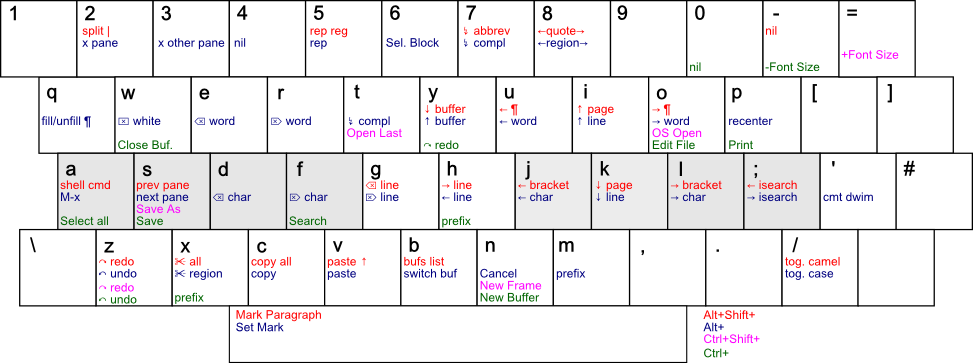 1 2 3 4 5 6 7 8 9 0 - =
split | rep reg ↯ abbrev ←quote→ nil
x pane x other pane nil rep Sel. Block ↯ compl ←region→
+Font Size
nil -Font Size
q w e r t y u i o p [ ]
↓ buffer ← ¶ ↑ page → ¶
fill/unfill ¶ ⌫ white ⌫ word ⌦ word ↯ compl ↑ buffer ← word ↑ line → word recenter
Open Last OS Open
Close Buf. ↷ redo Edit File Print
a s d f g h j k l ; ' #
shell cmd prev pane ⌫ line → line ← bracket ↓ page → bracket ← isearch
M-x next pane ⌫ char ⌦ char ⌦ line ← line ← char ↓ line → char → isearch cmt dwim
Save As
Select all Save Search prefix
\ z x c v b n m , . /
↷ redo ✂ all copy all paste ↑ bufs list tog. camel
↶ undo ✂ region copy paste switch buf Cancel prefix tog. case
↷ redo New Frame
↶ undo prefix New Buffer
Mark Paragraph Alt+Shift+
Set Mark Alt+
Ctrl+Shift+
Ctrl+